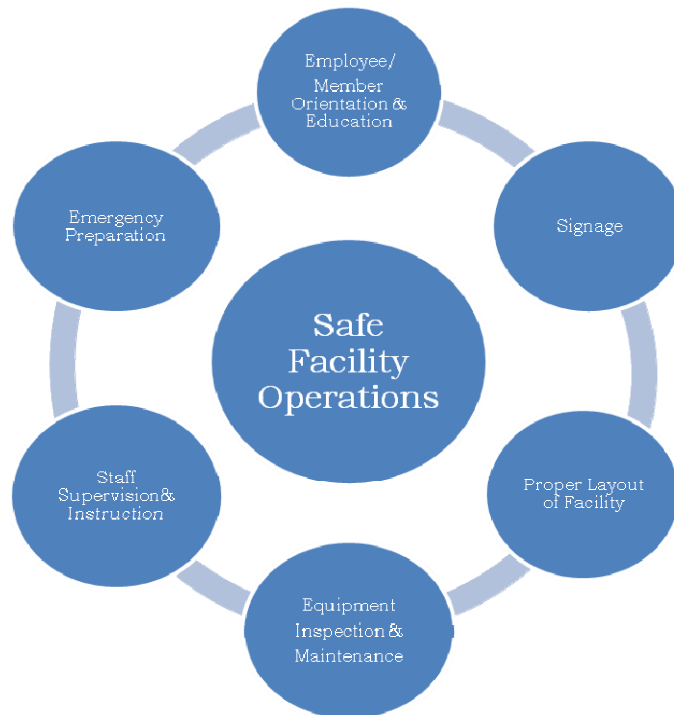 Employee/
Member
Orientation &
Education
Signage
Proper Layout
of Facility
Equipment
Inspection &
Maintenance
Staff
Supervision&
Instruction
Emergency
Preparation
Safe
Facility
Operations